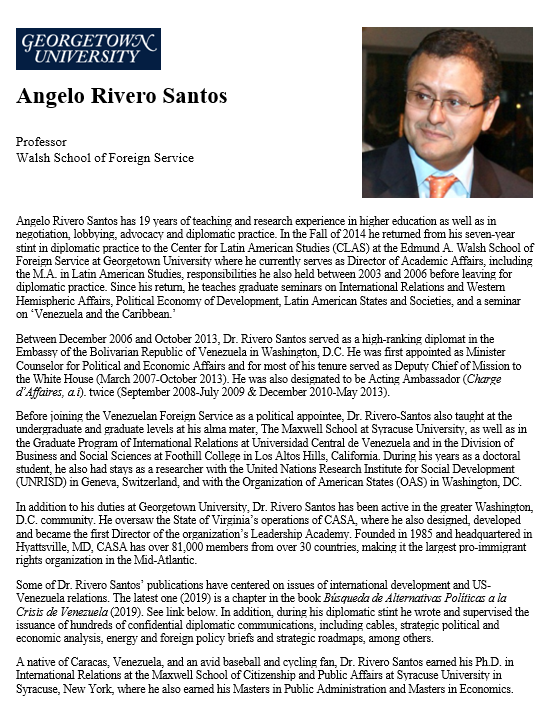 GEORGETOWN
UNIVERSITY
Angelo Rivero Santos
Professor
Walsh School of Foreign Service
Angelo Rivero Santos has 19 years of teaching and research experience in higher education as well as in
negotiation, lobbying, advocacy and diplomatic practice. In the Fall of 2014 he returned from his seven-year
stint in diplomatic practice to the Center for Latin American Studies (CLAS) at the Edmund A. Walsh School of
Foreign Service at Georgetown University where he currently serves as Director of Academic Affairs, including
the M.A. in Latin American Studies, responsibilities he also held between 2003 and 2006 before leaving for
diplomatic practice. Since his return, he teaches graduate seminars on International Relations and Western
Hemispheric Affairs, Political Economy of Development, Latin American States and Societies, and a seminar
on ‘Venezuela and the Caribbean.’
Between December 2006 and October 2013, Dr. Rivero Santos served as a high-ranking diplomat in the
Embassy of the Bolivarian Republic of Venezuela in Washington, D.C. He was first appointed as Minister
Counselor for Political and Economic Affairs and for most of his tenure served as Deputy Chief of Mission to
the White House (March 2007-October 2013). He was also designated to be Acting Ambassador (Charge
d’Affaires, a.i). twice (September 2008-July 2009 & December 2010-May 2013).
Before joining the Venezuelan Foreign Service as a political appointee, Dr. Rivero-Santos also taught at the
undergraduate and graduate levels at his alma mater, The Maxwell School at Syracuse University, as well as in
the Graduate Program of International Relations at Universidad Central de Venezuela and in the Division of
Business and Social Sciences at Foothill College in Los Altos Hills, California. During his years as a doctoral
student, he also had stays as a researcher with the United Nations Research Institute for Social Development
(UNRISD) in Geneva, Switzerland, and with the Organization of American States (OAS) in Washington, DC.
In addition to his duties at Georgetown University, Dr. Rivero Santos has been active in the greater Washington,
D.C. community. He oversaw the State of Virginia’s operations of CASA, where he also designed, developed
and became the first Director of the organization’s Leadership Academy. Founded in 1985 and headquartered in
Hyattsville, MD, CASA has over 81,000 members from over 30 countries, making it the largest pro-immigrant
rights organization in the Mid-Atlantic.
Some of Dr. Rivero Santos’ publications have centered on issues of international development and US-
Venezuela relations. The latest one (2019) is a chapter in the book Búsqueda de Alternativas Políticas a la
Crisis de Venezuela (2019). See link below. In addition, during his diplomatic stint he wrote and supervised the
issuance of hundreds of confidential diplomatic communications, including cables, strategic political and
economic analysis, energy and foreign policy briefs and strategic roadmaps, among others.
A native of Caracas, Venezuela, and an avid baseball and cycling fan, Dr. Rivero Santos earned his Ph.D. in
International Relations at the Maxwell School of Citizenship and Public Affairs at Syracuse University in
Syracuse, New York, where he also earned his Masters in Public Administration and Masters in Economics.